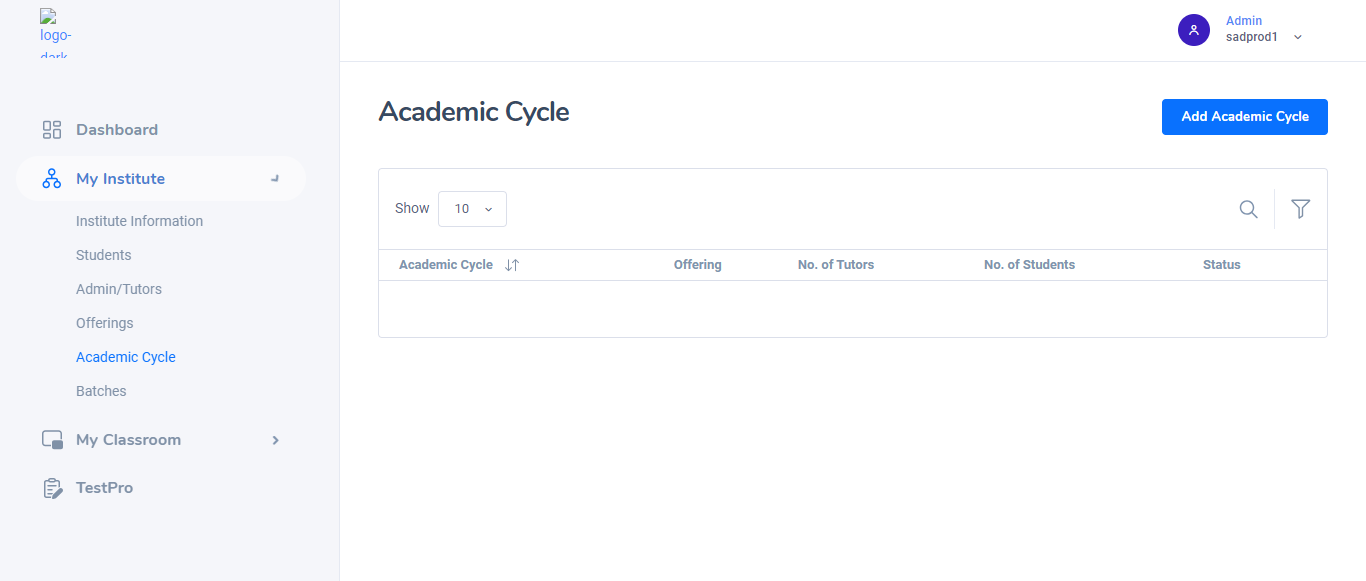 logo-
dark
Admin
sadprod1
Dashboard
My Institute
Institute Information
Students
Admin/Tutors
Offerings
Academic Cycle
Batches
My Classroom
TestPro
Academic Cycle
Add Academic Cycle
Show 10
Academic Cycle Offering No. of Tutors No. of Students Status